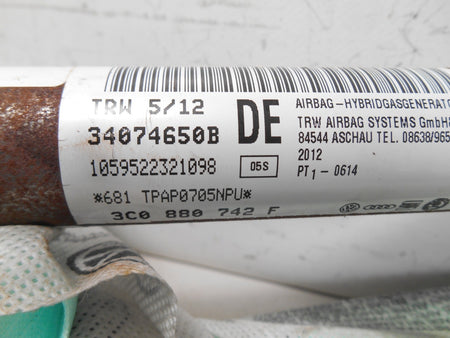 TRW 5/12
34074650B
1059522321098
05S
*681 TPAP0705NPU*
3C0 880 742 F
DE
AIRBAG-HYBRIDGASGENERATO
TRW AIRBAG SYSTEMS GmbH
84544 ASCHAU TEL. 08638/965
2012
PT1-0614